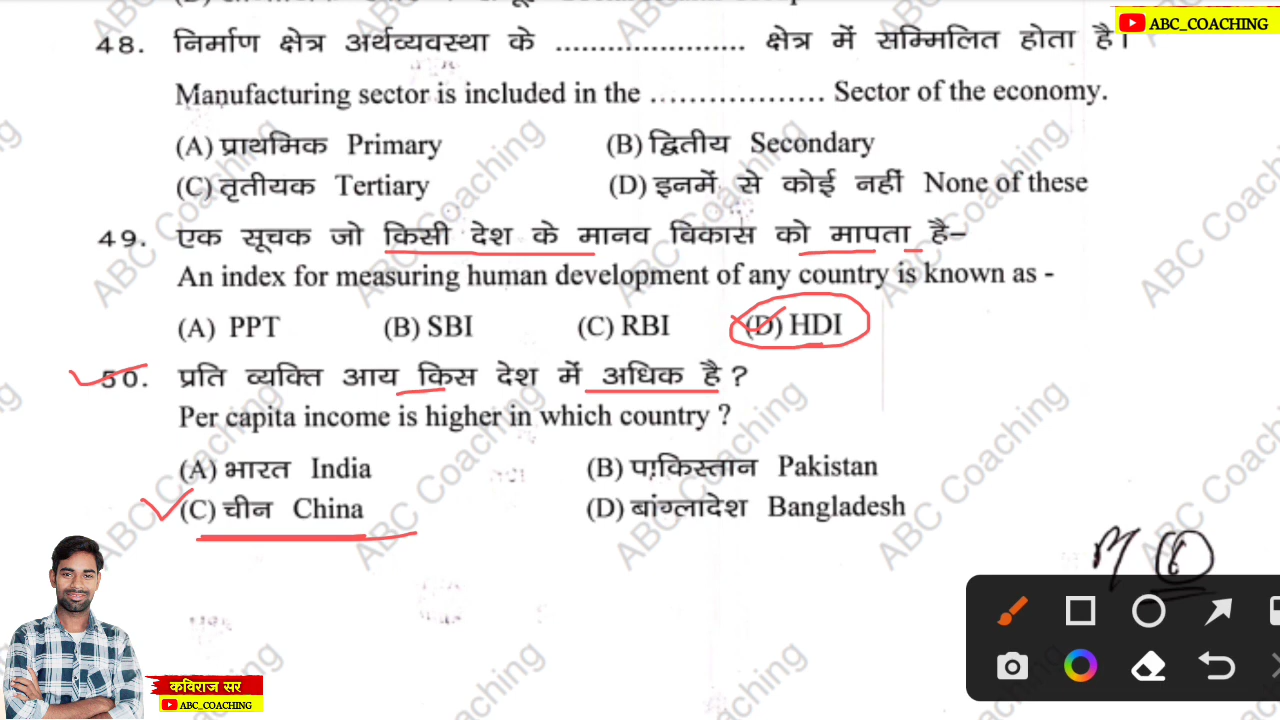 ABC_COACHING
48. निर्माण क्षेत्र अर्थव्यवस्था के ...................... क्षेत्र में सम्मिलित होता है।
Manufacturing sector is included in the .................. Sector of the economy.
(A) प्राथमिक Primary (B) द्वितीय Secondary
(C) तृतीयक Tertiary (D) इनमें से कोई नहीं None of these
49. एक सूचक जो किसी देश के मानव विकास को मापता है–
An index for measuring human development of any country is known as -
(A) PPT (B) SBI (C) RBI (D) HDI
50. प्रति व्यक्ति आय किस देश में अधिक है ?
Per capita income is higher in which country ?
(A) भारत India (B) पाकिस्तान Pakistan
(C) चीन China (D) बांग्लादेश Bangladesh
कविराज सर
ABC_COACHING
ABC Coaching